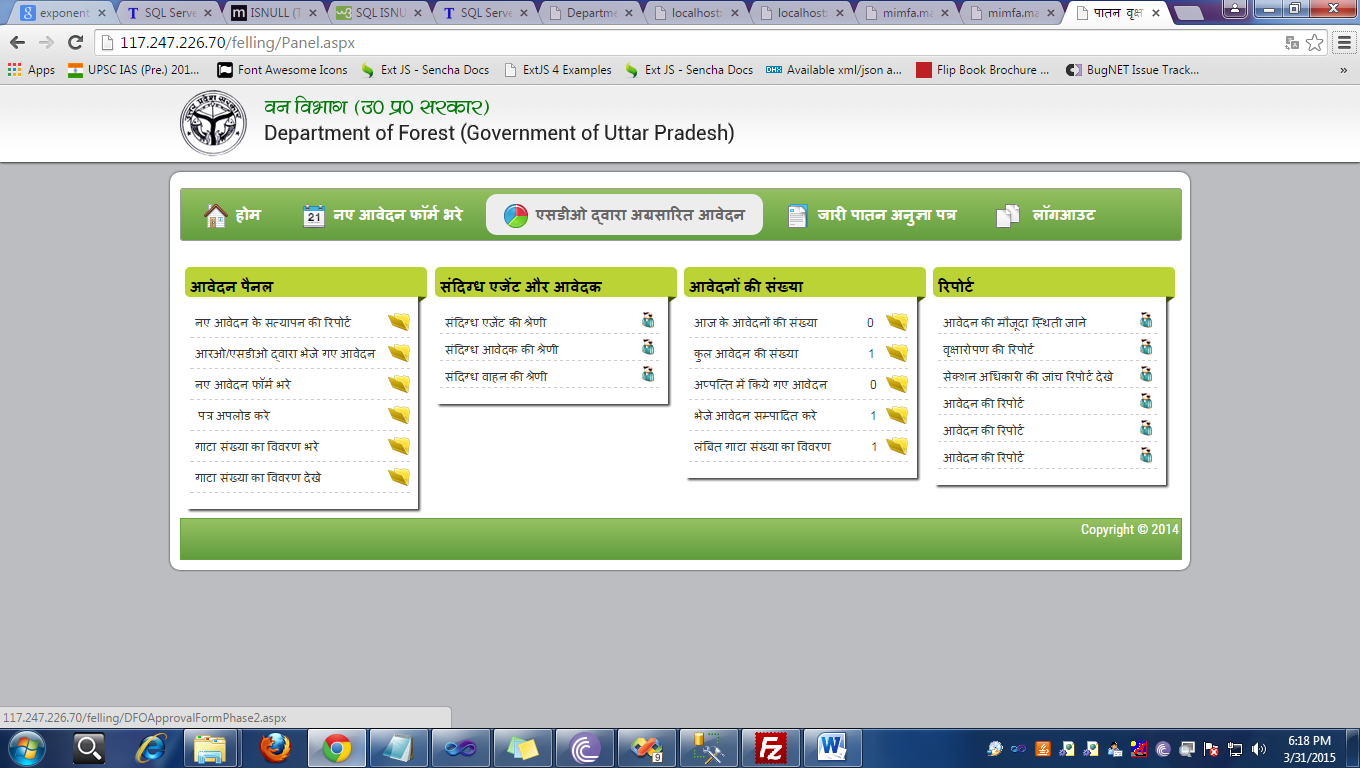 exponent
SQL Serve
ISNULL (T
SQL ISNU
SQL Serve
Departme
localhost:
localhost:
mimfa.ma
mimfa.ma
पातन वृक्ष
117.247.226.70/felling/Panel.aspx
Apps
UPSC IAS (Pre.) 201...
Font Awesome Icons
Ext JS - Sencha Docs
ExtJS 4 Examples
Ext JS - Sencha Docs
Available xml/json a...
Flip Book Brochure ...
BugNET Issue Track...
»
वन विभाग (उ0 प्र0 सरकार)
Department of Forest (Government of Uttar Pradesh)
होम
नए आवेदन फॉर्म भरे
एसडीओ द्वारा अग्रसारित आवेदन
जारी पातन अनुज्ञा पत्र
लॉगआउट
आवेदन पैनल
नए आवेदन के सत्यापन की रिपोर्ट
आरओ/एसडीओ द्वारा भेजे गए आवेदन
नए आवेदन फॉर्म भरे
पत्र अपलोड करे
गाटा संख्या का विवरण भरे
गाटा संख्या का विवरण देखे
संदिग्ध एजेंट और आवेदक
संदिग्ध एजेंट की श्रेणी
संदिग्ध आवेदक की श्रेणी
संदिग्ध वाहन की श्रेणी
आवेदनों की संख्या
आज के आवेदनों की संख्या 0
कुल आवेदन की संख्या 1
अप्पत्ति में किये गए आवेदन 0
भेजे आवेदन सम्पादित करे 1
लंबित गाटा संख्या का विवरण 1
रिपोर्ट
आवेदन की मौजूदा स्थिती जाने
वृक्षारोपण की रिपोर्ट
सेक्शन अधिकारी की जांच रिपोर्ट देखे
आवेदन की रिपोर्ट
आवेदन की रिपोर्ट
आवेदन की रिपोर्ट
Copyright © 2014
117.247.226.70/felling/DFOApprovalFormPhase2.aspx
6:18 PM
3/31/2015